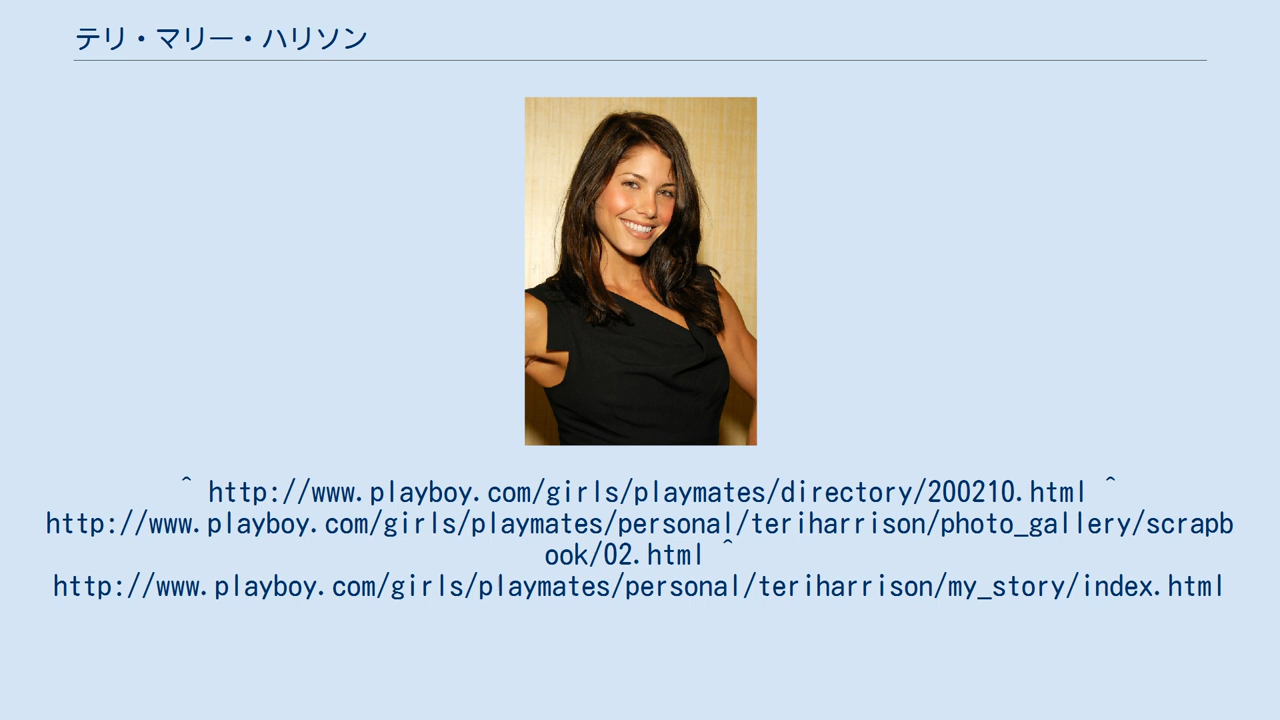 テリ・マリー・ハリソン
^ http://www.playboy.com/girls/playmates/directory/200210.html ^
http://www.playboy.com/girls/playmates/personal/teriharrison/photo_gallery/scrapb
ook/02.html ^
http://www.playboy.com/girls/playmates/personal/teriharrison/my_story/index.html